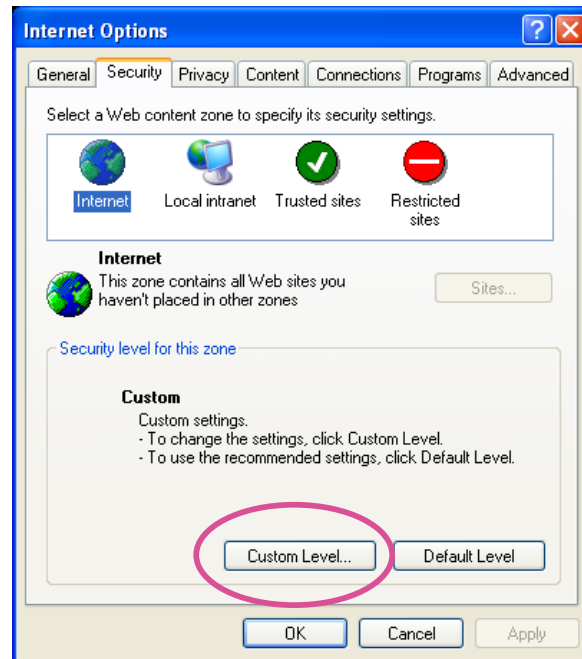 Internet Options
?
General Security Privacy Content Connections Programs Advanced
Select a Web content zone to specify its security settings.
Internet Local intranet Trusted sites Restricted
sites
Internet
This zone contains all Web sites you
haven't placed in other zones
Sites...
Security level for this zone
Custom
Custom settings.
- To change the settings, click Custom Level.
- To use the recommended settings, click Default Level.
Custom Level... Default Level
OK Cancel Apply